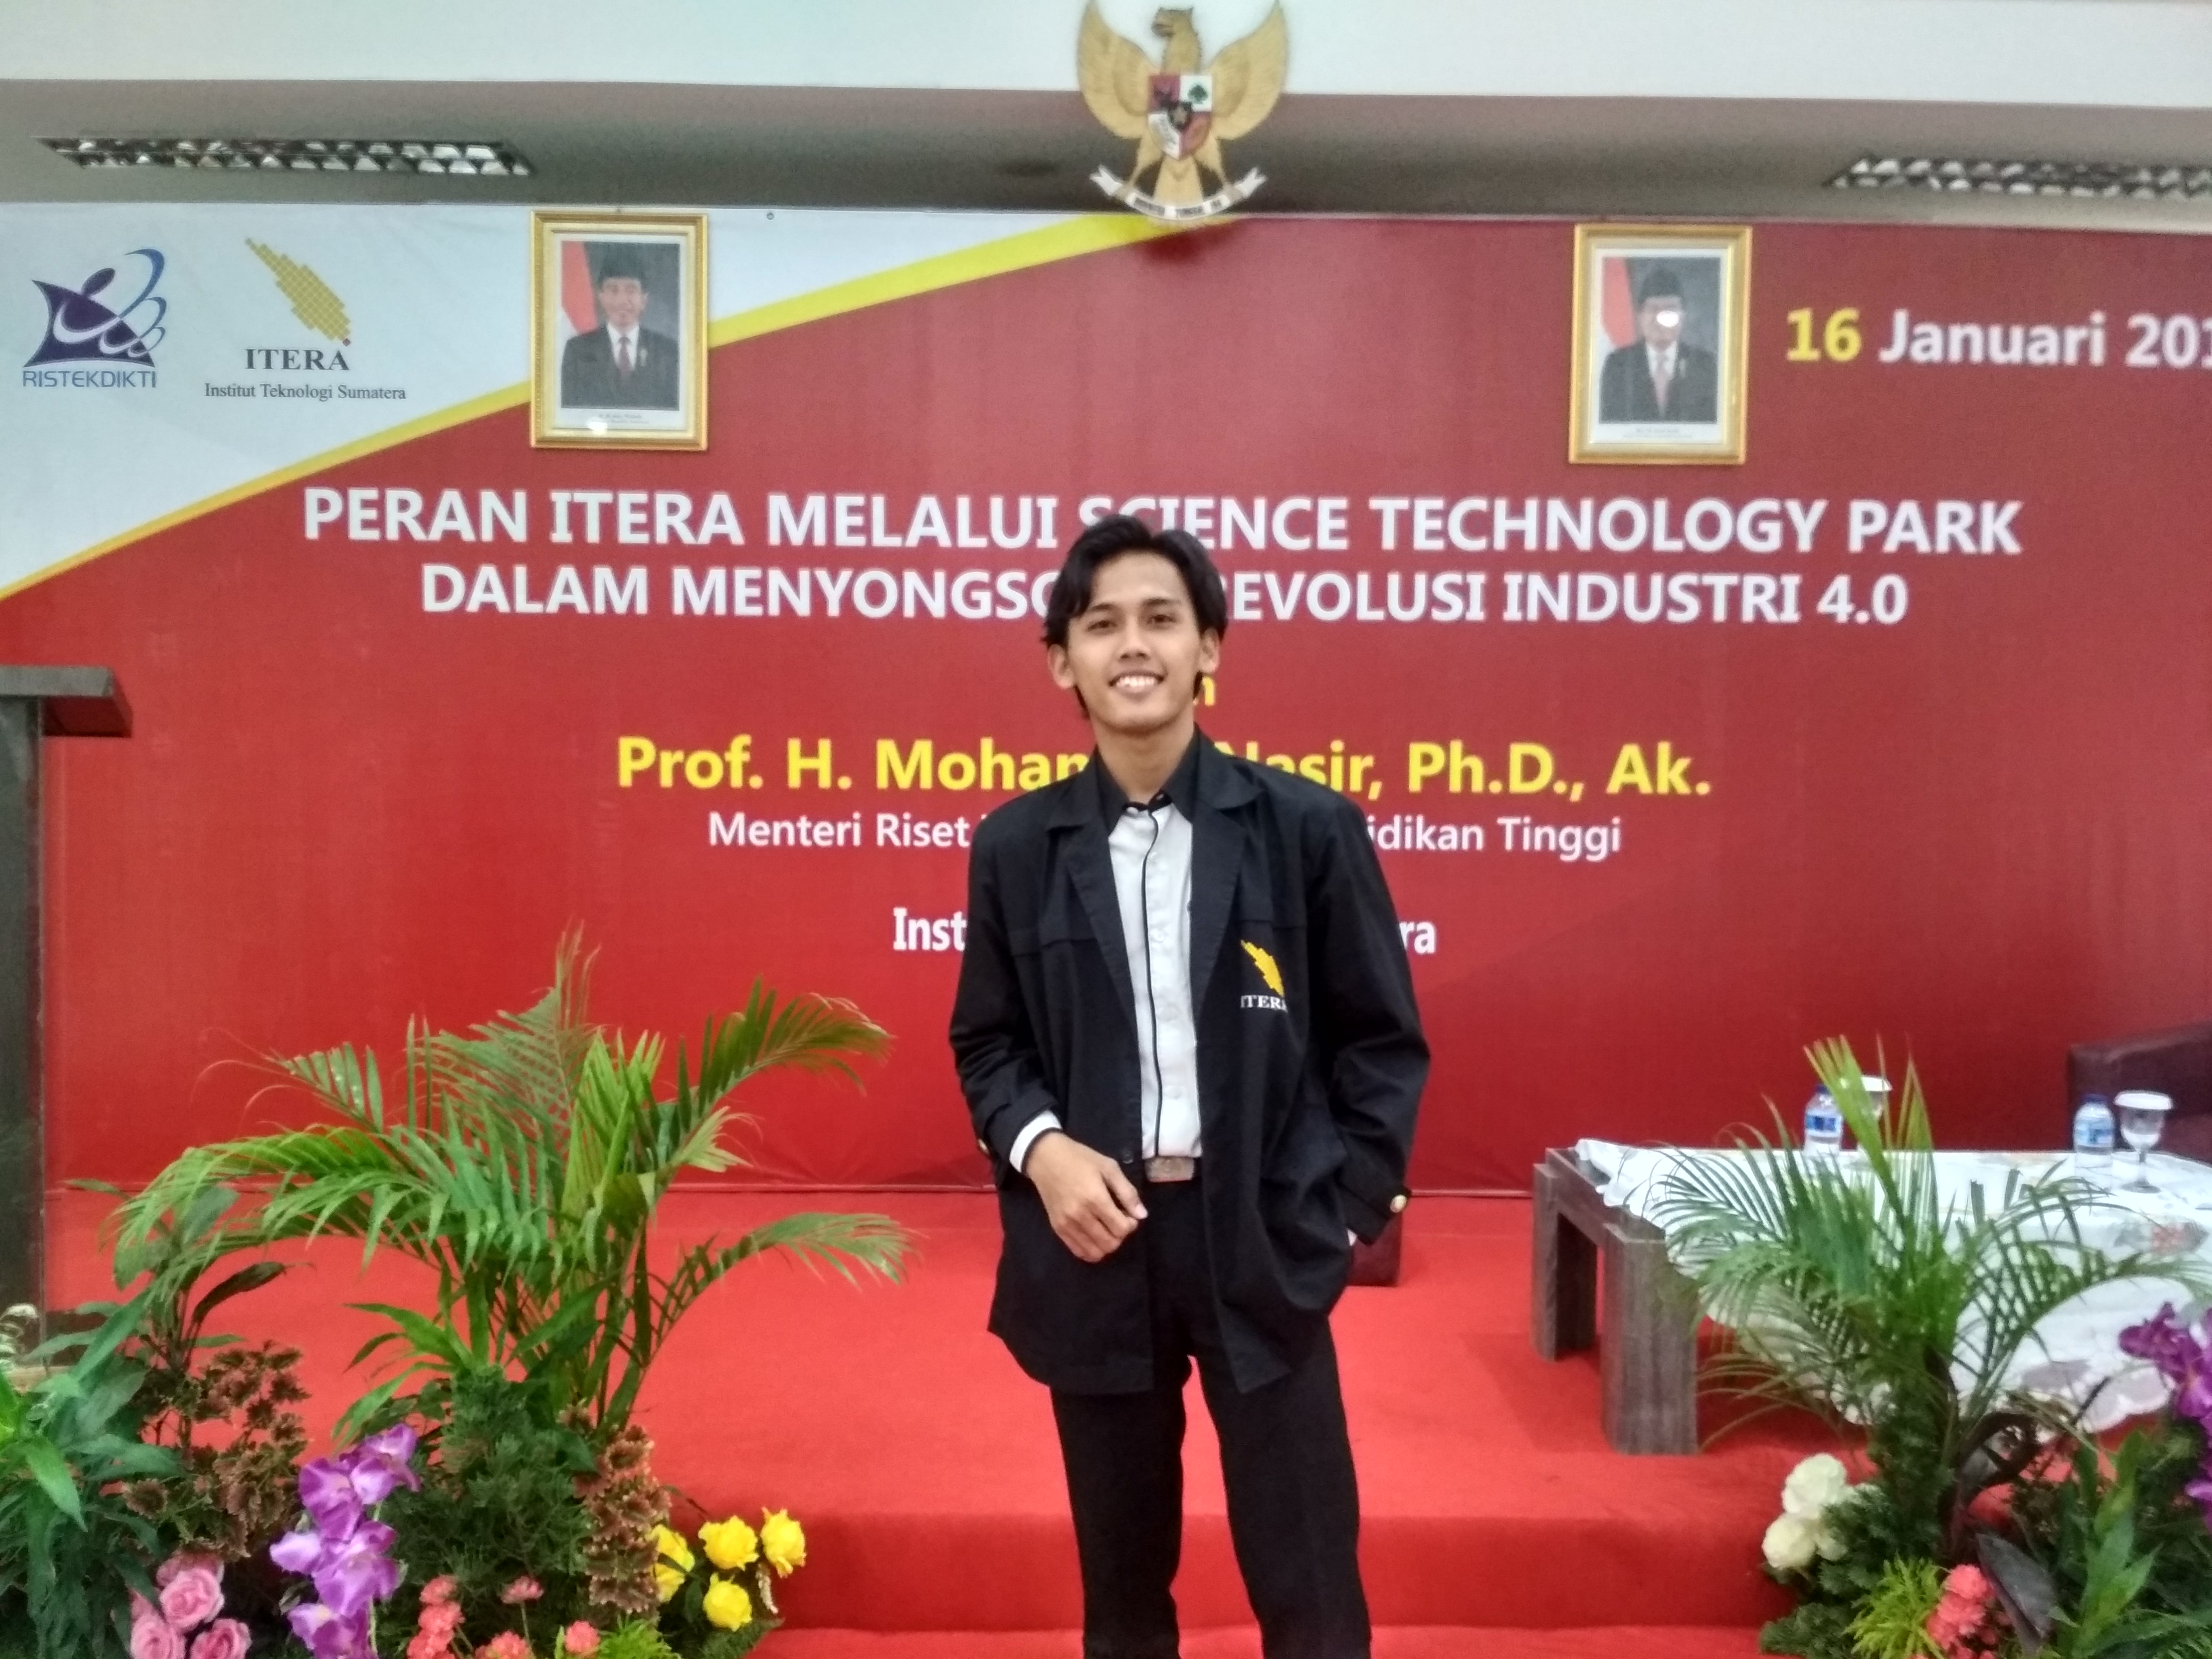 RISTEKDIKTI
ITERA
Institut Teknologi Sumatera
16 Januari 201
PERAN ITERA MELALUI SCIENCE TECHNOLOGY PARK
DALAM MENYONGSO REVOLUSI INDUSTRI 4.0
Prof. H. Moham Nasir, Ph.D., Ak.
Menteri Riset idikan Tinggi
Inst ra
ITERA